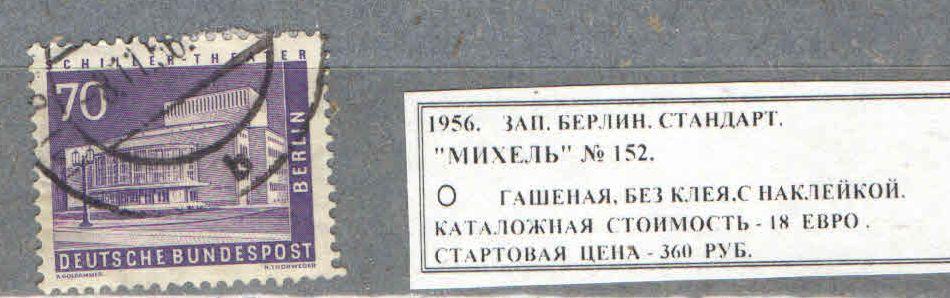 SCHILLER-THEATER
70
BERLIN
b
DEUTSCHE BUNDESPOST
1956. ЗАП. БЕРЛИН. СТАНДАРТ.
"МИХЕЛЬ" № 152.
О ГАШЕНАЯ, БЕЗ КЛЕЯ.С НАКЛЕЙКОЙ.
КАТАЛОЖНАЯ СТОИМОСТЬ - 18 ЕВРО .
СТАРТОВАЯ ЦЕНА - 360 РУБ.